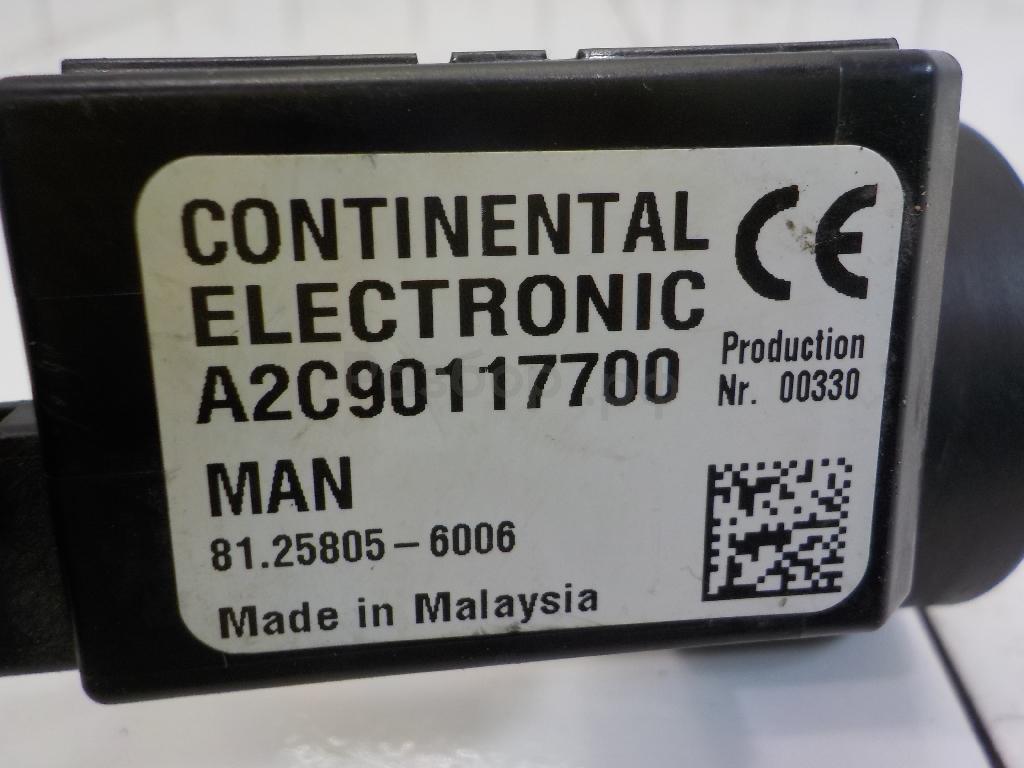 CONTINENTAL
ELECTRONIC
A2C90117700
CE
Production
Nr. 00330
MAN
81.25805-6006
Made in Malaysia